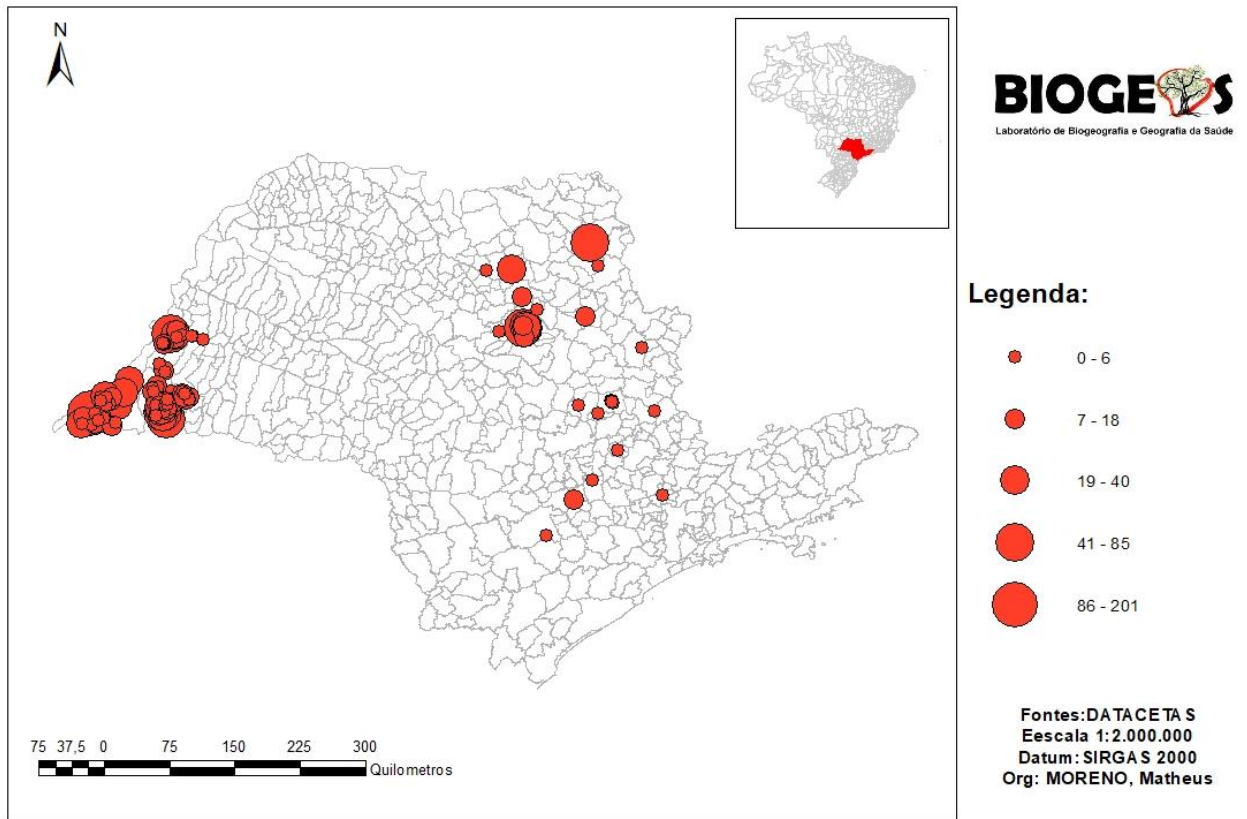 N
BIOGEOS
Laboratório de Biogeografia e Geografia da Saúde
Legenda:
0 - 6
7 - 18
19 - 40
41 - 85
86 - 201
75 37,5 0 75 150 225 300
Quilometros
Fontes:DATACETAS
Eescala 1:2.000.000
Datum: SIRGAS 2000
Org: MORENO, Matheus